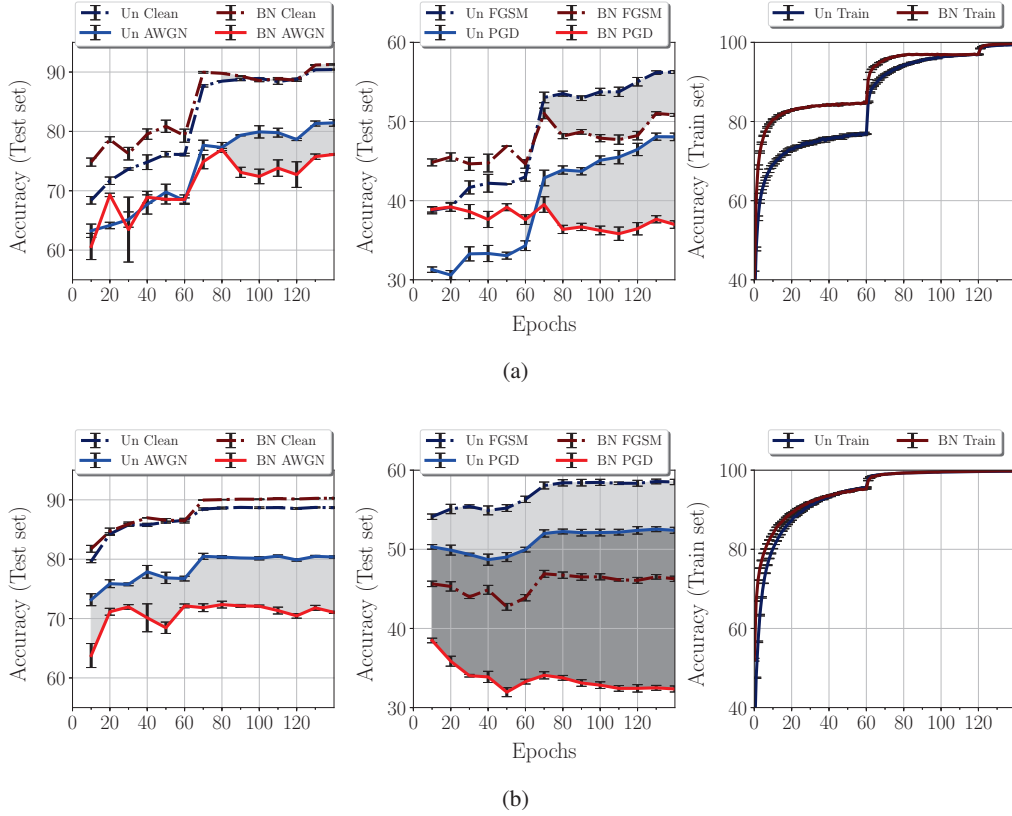 Un Clean BN Clean
Un AWGN BN AWGN
Un FGSM BN FGSM
Un PGD BN PGD
Un Train BN Train
Accuracy (Test set)
90
80
70
60
0 20 40 60 80 100 120
Accuracy (Test set)
60
50
40
30
0 20 40 60 80 100 120
Epochs
Accuracy (Train set)
100
80
60
40
0 20 40 60 80 100 120
(a)
Un Clean BN Clean
Un AWGN BN AWGN
Un FGSM BN FGSM
Un PGD BN PGD
Un Train BN Train
Accuracy (Test set)
90
80
70
60
0 20 40 60 80 100 120
Accuracy (Test set)
60
50
40
30
0 20 40 60 80 100 120
Epochs
Accuracy (Train set)
100
80
60
40
0 20 40 60 80 100 120
(b)